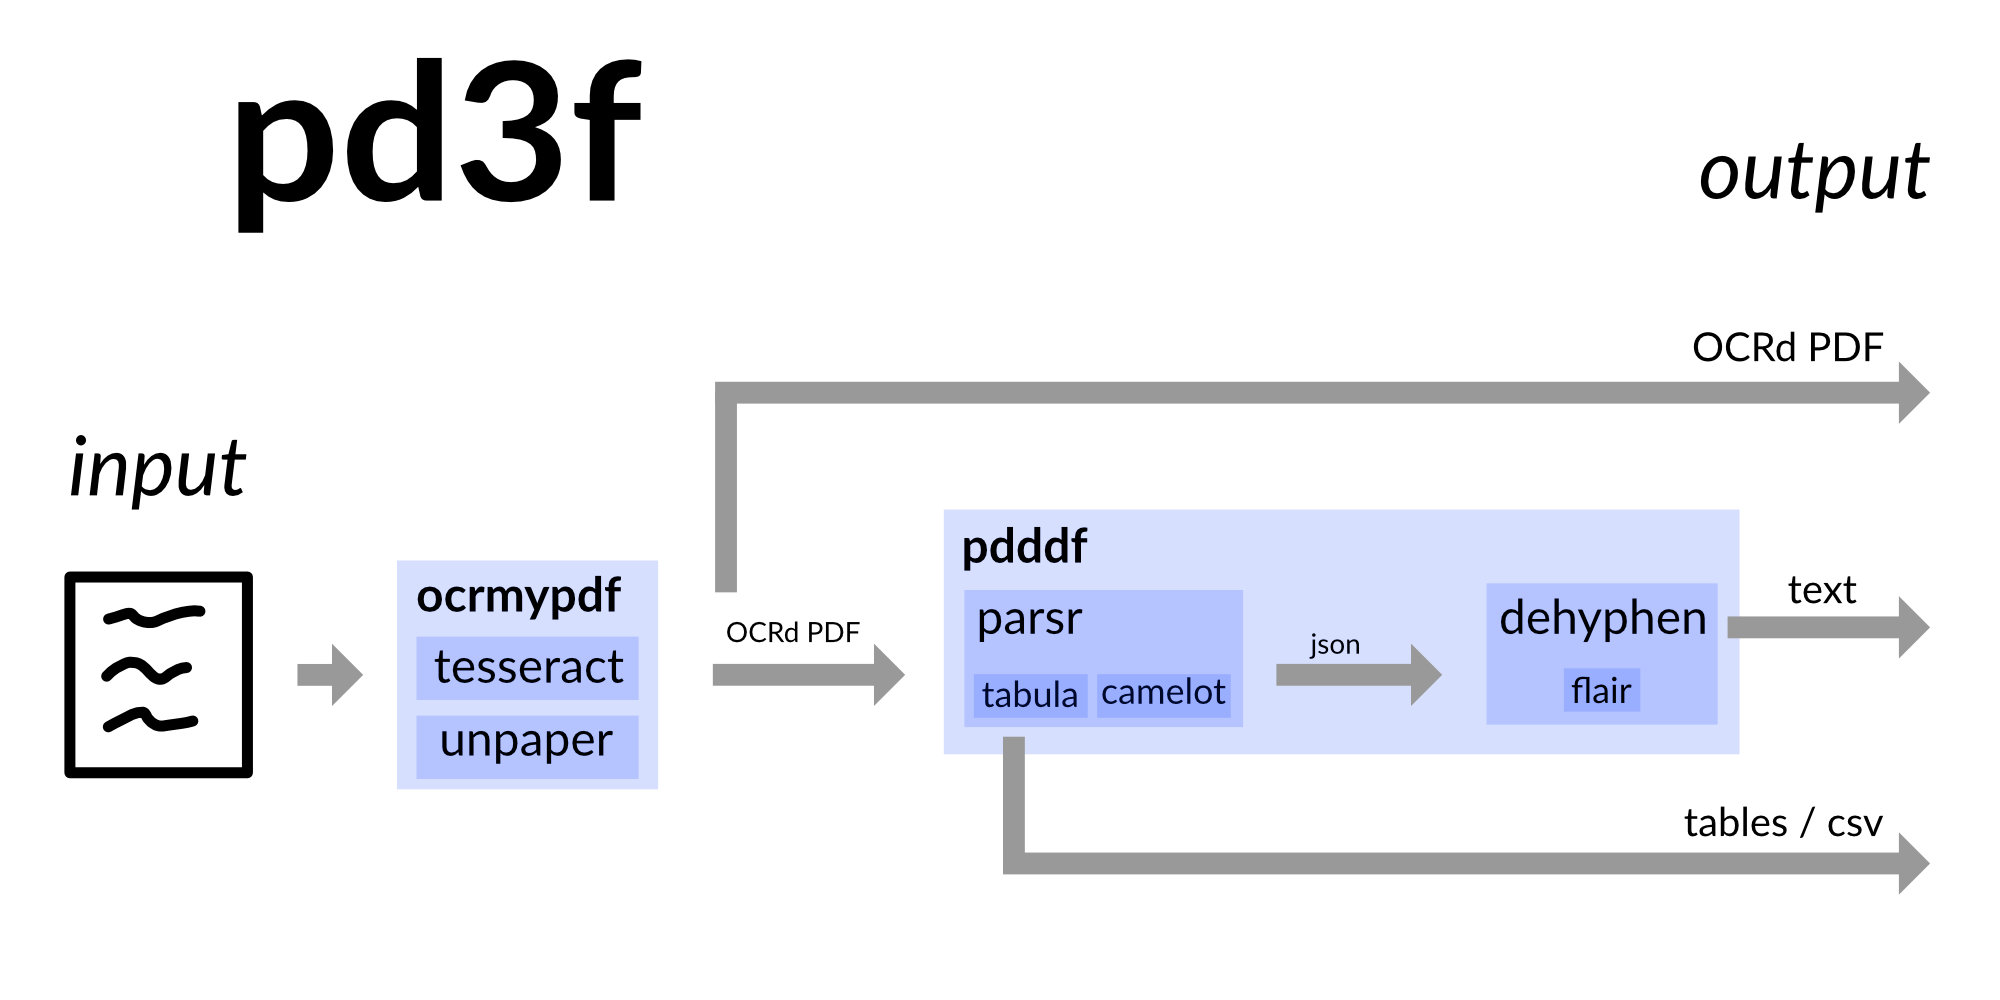 pd3f
output
OCRd PDF
input
ocrmypdf
tesseract
unpaper
OCRd PDF
pdddf
parsr
tabula
camelot
json
dehyphen
flair
text
tables / csv